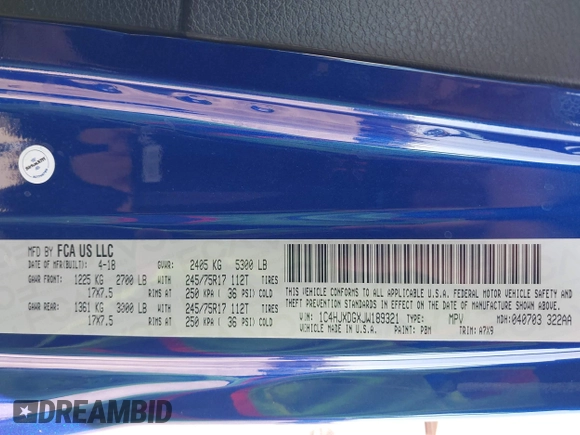 SiriusXM
MFD BY FCA US LLC
DATE OF MFR(BUILT): 4-18 GVWR: 2405 KG 5300 LB
GAWR FRONT: 1225 KG 2700 LB 245/75R17 112T TIRES
17X7.5 RIMS AT 250 KPA ( 36 PSI) COLD
GAWR REAR: 1361 KG 3000 LB 245/75R17 112T TIRES
17X7.5 RIMS AT 250 KPA ( 36 PSI) COLD
THIS VEHICLE CONFORMS TO ALL APPLICABLE U.S.A. FEDERAL MOTOR VEHICLE SAFETY AND
THEFT PREVENTION STANDARDS IN EFFECT ON THE DATE OF MANUFACTURE SHOWN ABOVE.
VIN: 1C4HJXDGXJW189321 TYPE: MPV MDH: 040703 322AA
VEHICLE MADE IN U.S.A. PAINT: PBM TRIM: A7X9
DREAMBID